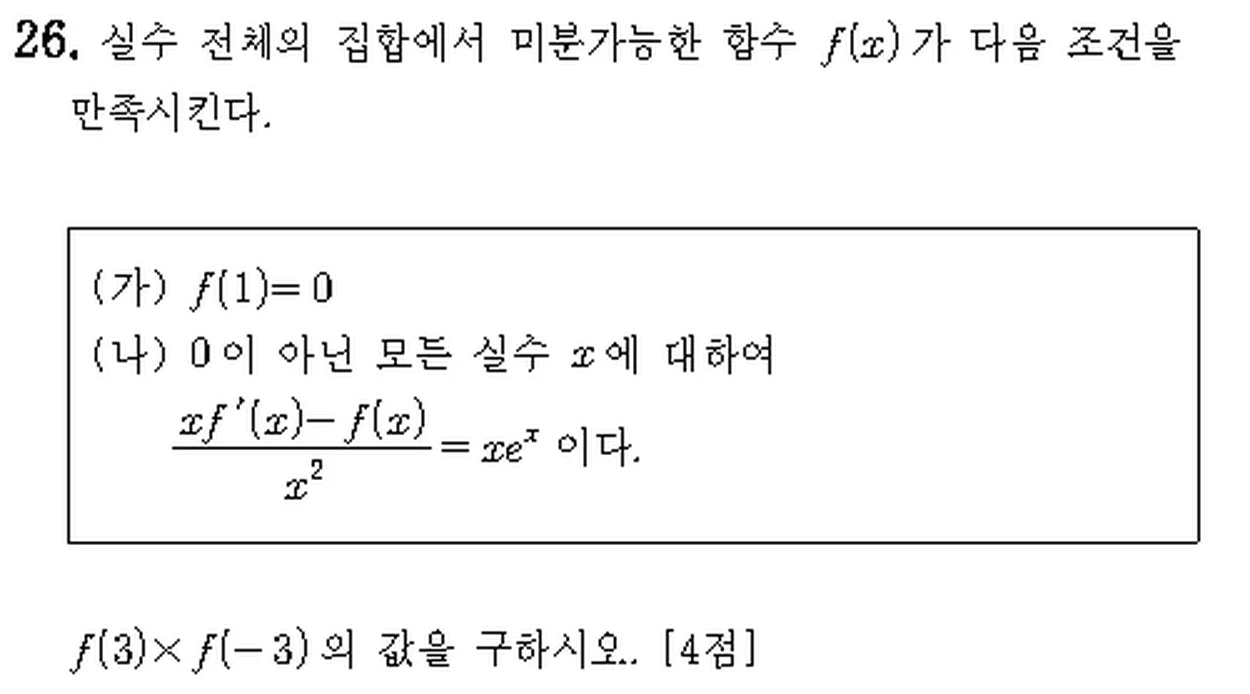 26. 실수 전체의 집합에서 미분가능한 함수 f(x)가 다음 조건을
만족시킨다.
(가) f(1)= 0
(나) 0이 아닌 모든 실수 x에 대하여
\frac{xf'(x)-f(x)}{x^2} = xe^x 이다.
f(3)× f(-3)의 값을 구하시오.. [4점]